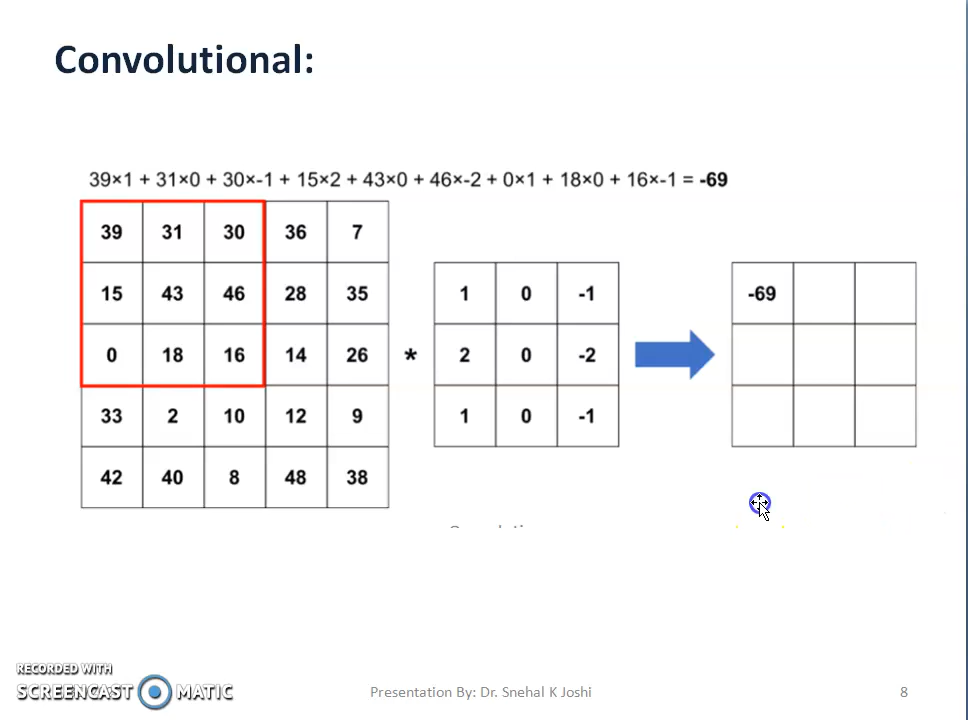 Convolutional:
39×1 + 31×0 + 30×-1 + 15×2 + 43×0 + 46×-2 + 0×1 + 18×0 + 16×-1 = -69
39 31 30 36 7
15 43 46 28 35
0 18 16 14 26
33 2 10 12 9
42 40 8 48 38
*
1 0 -1
2 0 -2
1 0 -1
-69
RECORDED WITH
SCREENCAST MATIC
Presentation By: Dr. Snehal K Joshi
8